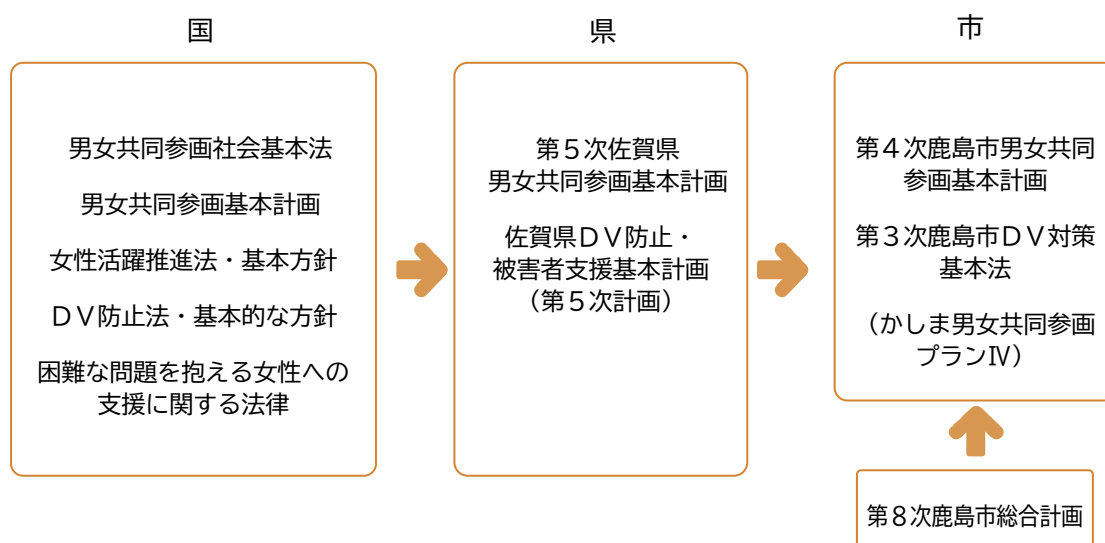 国
男女共同参画社会基本法
男女共同参画基本計画
女性活躍推進法・基本方針
ＤＶ防止法・基本的な方針
困難な問題を抱える女性への
支援に関する法律
県
第５次佐賀県
男女共同参画基本計画
佐賀県ＤＶ防止・
被害者支援基本計画
（第５次計画）
市
第４次鹿島市男女共同
参画基本計画
第３次鹿島市ＤＶ対策
基本法
（かしま男女共同参画
プランⅣ）
第８次鹿島市総合計画